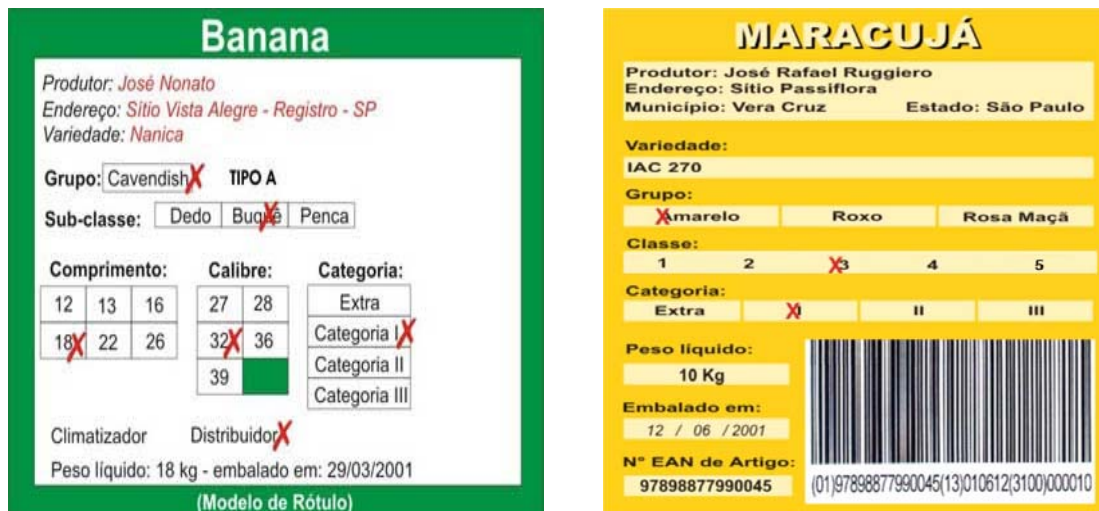 Banana
Produtor: José Nonato
Endereço: Sítio Vista Alegre - Registro - SP
Variedade: Nanica
Grupo: Cavendish X TIPO A
Sub-classe: Dedo Buquê Penca
Comprimento: Calibre: Categoria:
12 13 16 27 28 Extra
18 22 26 32 36 Categoria I
39 Categoria II
Categoria III
Climatizador Distribuidor X
Peso líquido: 18 kg - embalado em: 29/03/2001
(Modelo de Rótulo)
MARACUJÁ
Produtor: José Rafael Ruggiero
Endereço: Sítio Passiflora
Município: Vera Cruz Estado: São Paulo
Variedade:
IAC 270
Grupo:
Amarelo Roxo Rosa Maçã
Classe:
1 2 3 4 5
Categoria:
Extra I II III
Peso líquido:
10 Kg
Embalado em:
12 / 06 / 2001
Nº EAN de Artigo:
97898877990045
(01)97898877990045(13)010612(3100)000010